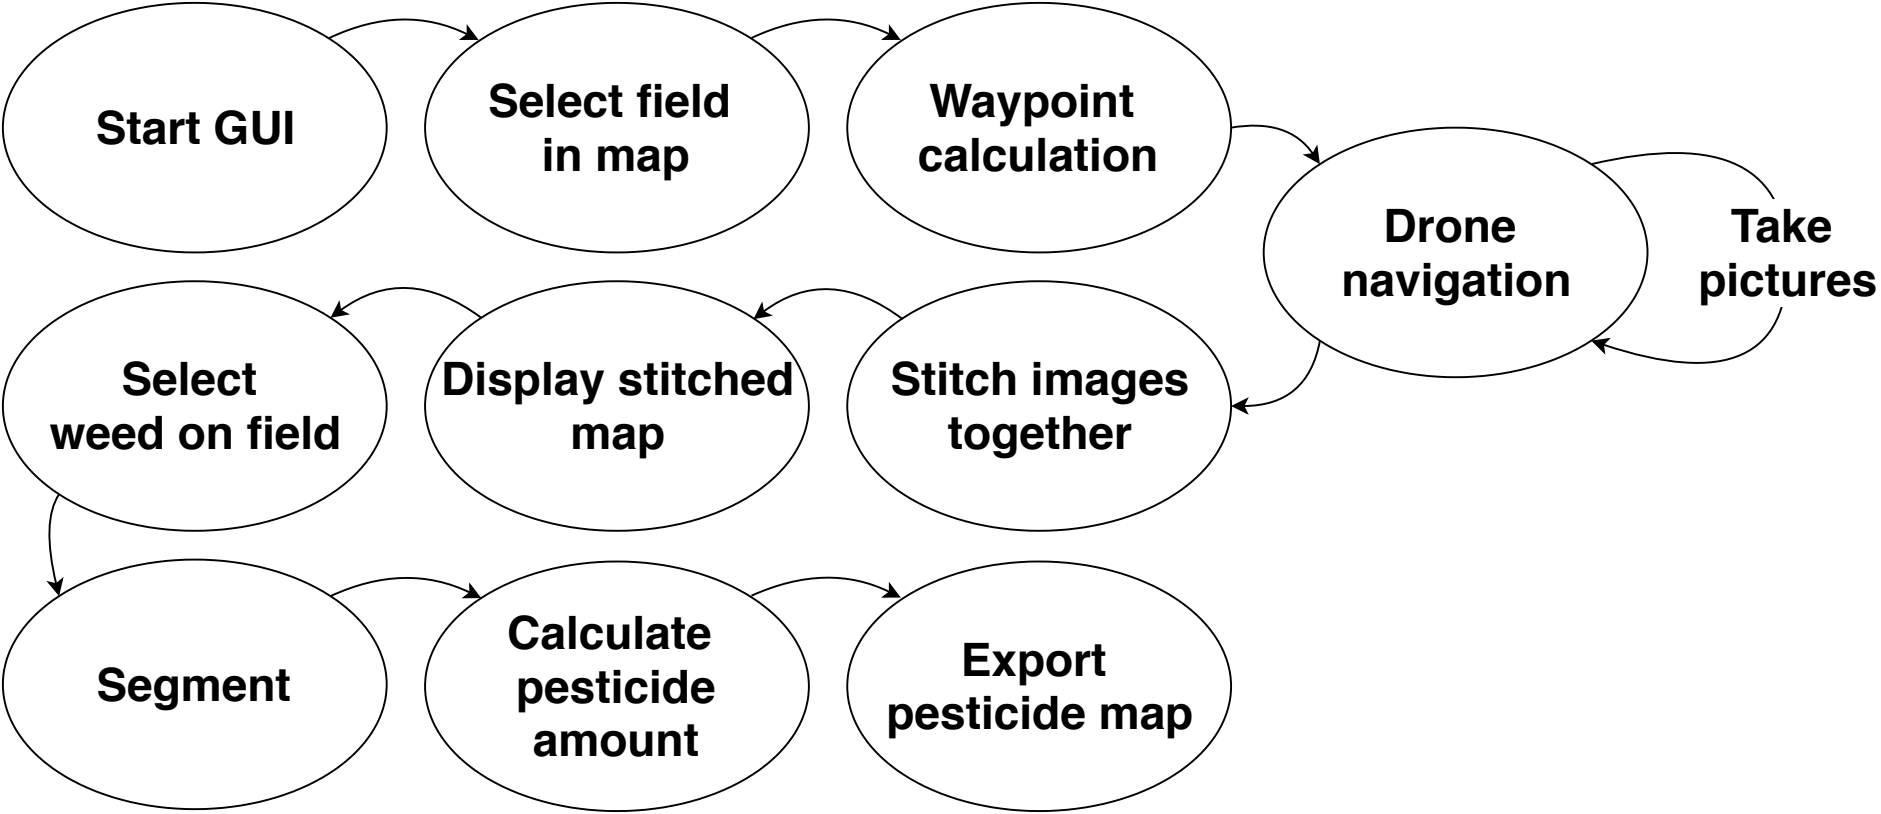 Start GUI
Select field
in map
Waypoint
calculation
Drone
navigation
Take
pictures
Stitch images
together
Display stitched
map
Select
weed on field
Segment
Calculate
pesticide
amount
Export
pesticide map